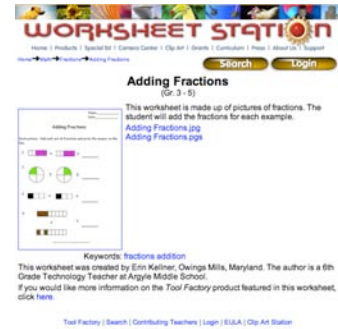 WORKSHEET STATION
Home | Products | Special Ed | Camera Center | Clip Art | Grants | Curriculum | Press | About Us | Support
Home Math Fractions Adding Fractions
Search Login
Adding Fractions
(Gr. 3 - 5)
This worksheet is made up of pictures of fractions. The
student will add the fractions for each example.
Adding Fractions.jpg
Adding Fractions.pgs
Adding Fractions
Keywords: fractions addition
This worksheet was created by Erin Kellner, Owings Mills, Maryland. The author is a 6th
Grade Technology Teacher at Argyle Middle School.
If you would like more information on the Tool Factory product featured in this worksheet,
click here.
Tool Factory | Search | Contributing Teachers | Login | EULA | Clip Art Station